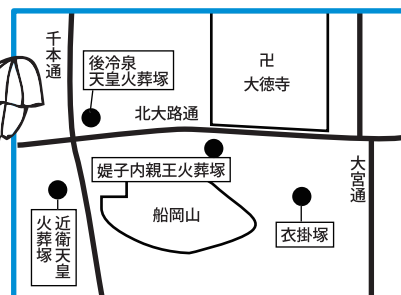 千本通
後冷泉
天皇火葬塚
卍
大徳寺
北大路通
媞子内親王火葬塚
大宮通
船岡山
近衛天皇
火葬塚
衣掛塚